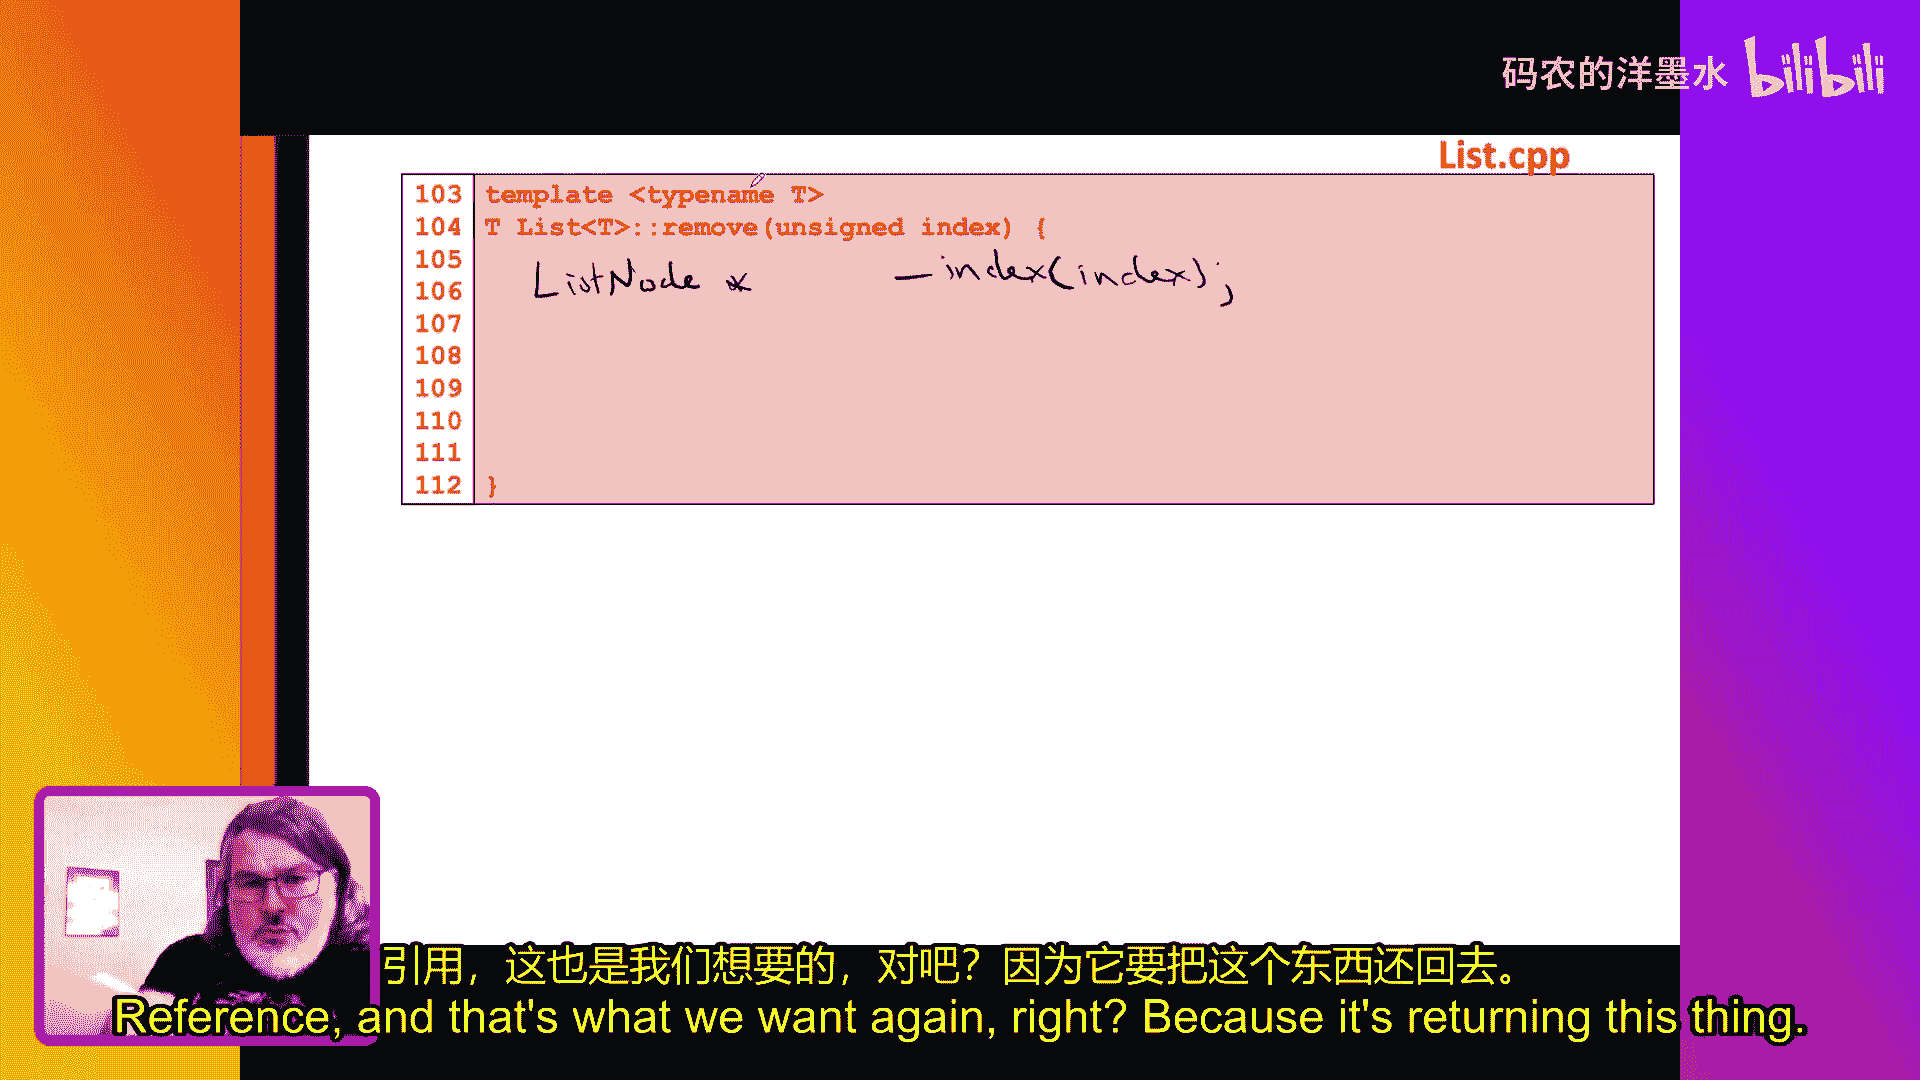 码农的洋墨水 bilibili
List.cpp
103 template <typename T>
104 T List<T>::remove(unsigned index) {
105
ListNode * _index(index);
106
107
108
109
110
111
112 }
引用，这也是我们想要的，对吧？因为它要把这个东西还回去。
Reference, and that's what we want again, right? Because it's returning this thing.